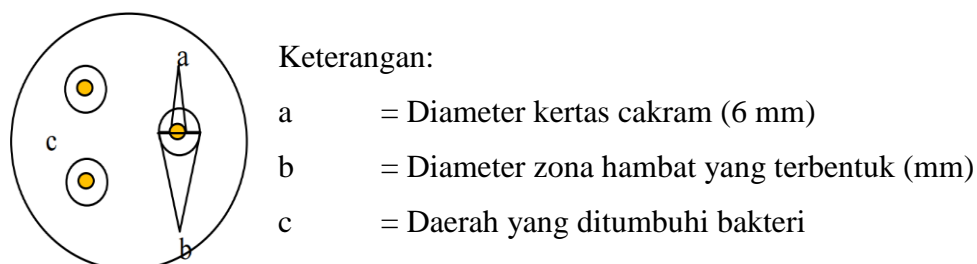 a
c
b
Keterangan:
a = Diameter kertas cakram (6 mm)
b = Diameter zona hambat yang terbentuk (mm)
c = Daerah yang ditumbuhi bakteri